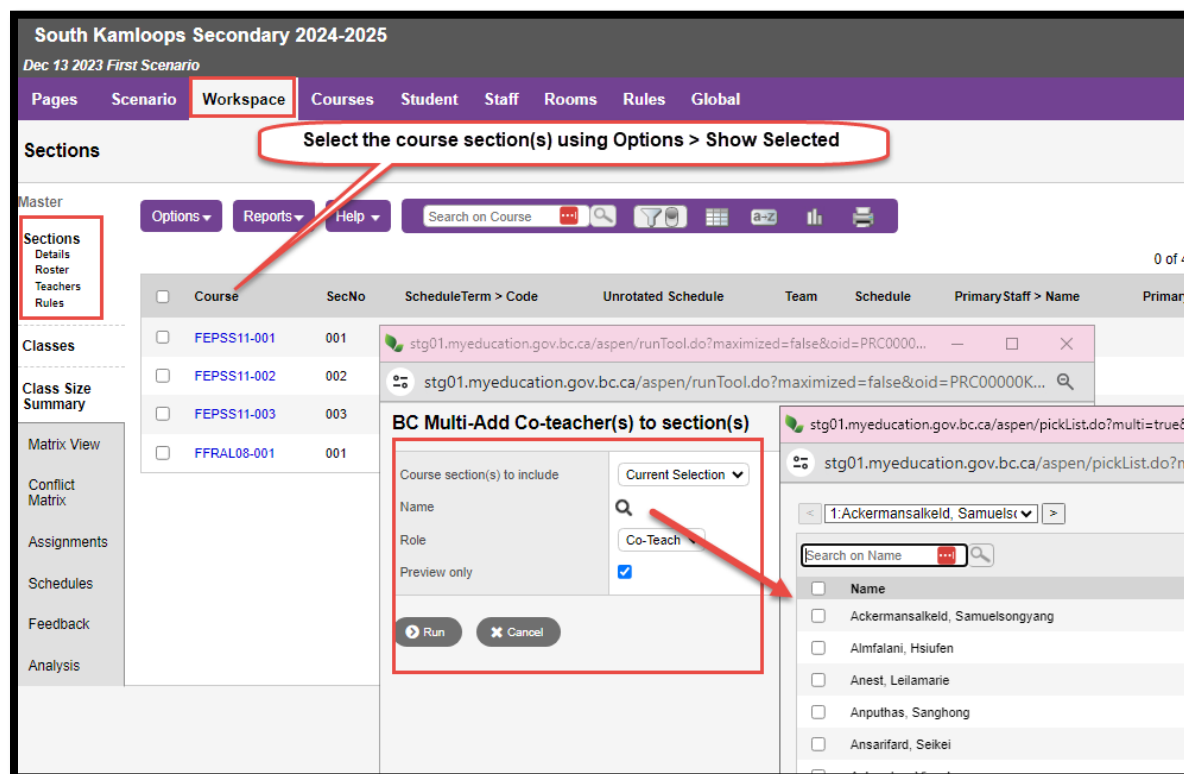 South Kamloops Secondary 2024-2025
Dec 13 2023 First Scenario
Pages Scenario Workspace Courses Student Staff Rooms Rules Global
Select the course section(s) using Options > Show Selected
Sections
Master
Options Reports Help Search on Course a-z
Sections
Details
Roster
Teachers
Rules
0 of 4
Course SecNo ScheduleTerm > Code Unrotated Schedule Team Schedule PrimaryStaff > Name Primary
FEPSS11-001 001
FEPSS11-002 002
FEPSS11-003 003
FFRAL08-001 001
Classes
Class Size
Summary
Matrix View
Conflict
Matrix
Assignments
Schedules
Feedback
Analysis
stg01.myeducation.gov.bc.ca/aspen/runTool.do?maximized=false&oid=PRC0000...
stg01.myeducation.gov.bc.ca/aspen/runTool.do?maximized=false&oid=PRC00000K...
BC Multi-Add Co-teacher(s) to section(s)
Course section(s) to include Current Selection
Name
Role Co-Teach
Preview only
Run Cancel
stg01.myeducation.gov.bc.ca/aspen/pickList.do?multi=true&
stg01.myeducation.gov.bc.ca/aspen/pickList.do?m
< 1:Ackermansalkeld, Samuelso >
Search on Name
Name
Ackermansalkeld, Samuelsongyang
Almfalani, Hsiufen
Anest, Leilamarie
Anputhas, Sanghong
Ansarifard, Seikei